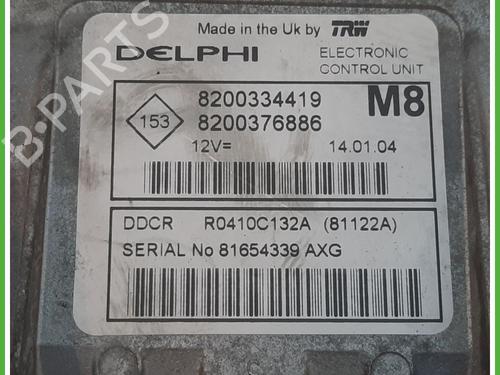 Made in the Uk by TRW
DELPHI
ELECTRONIC
CONTROL UNIT
153
8200334419
8200376886
M8
12V=
14.01.04
DDCR R0410C132A (81122A)
SERIAL No 81654339 AXG
B-PARTS